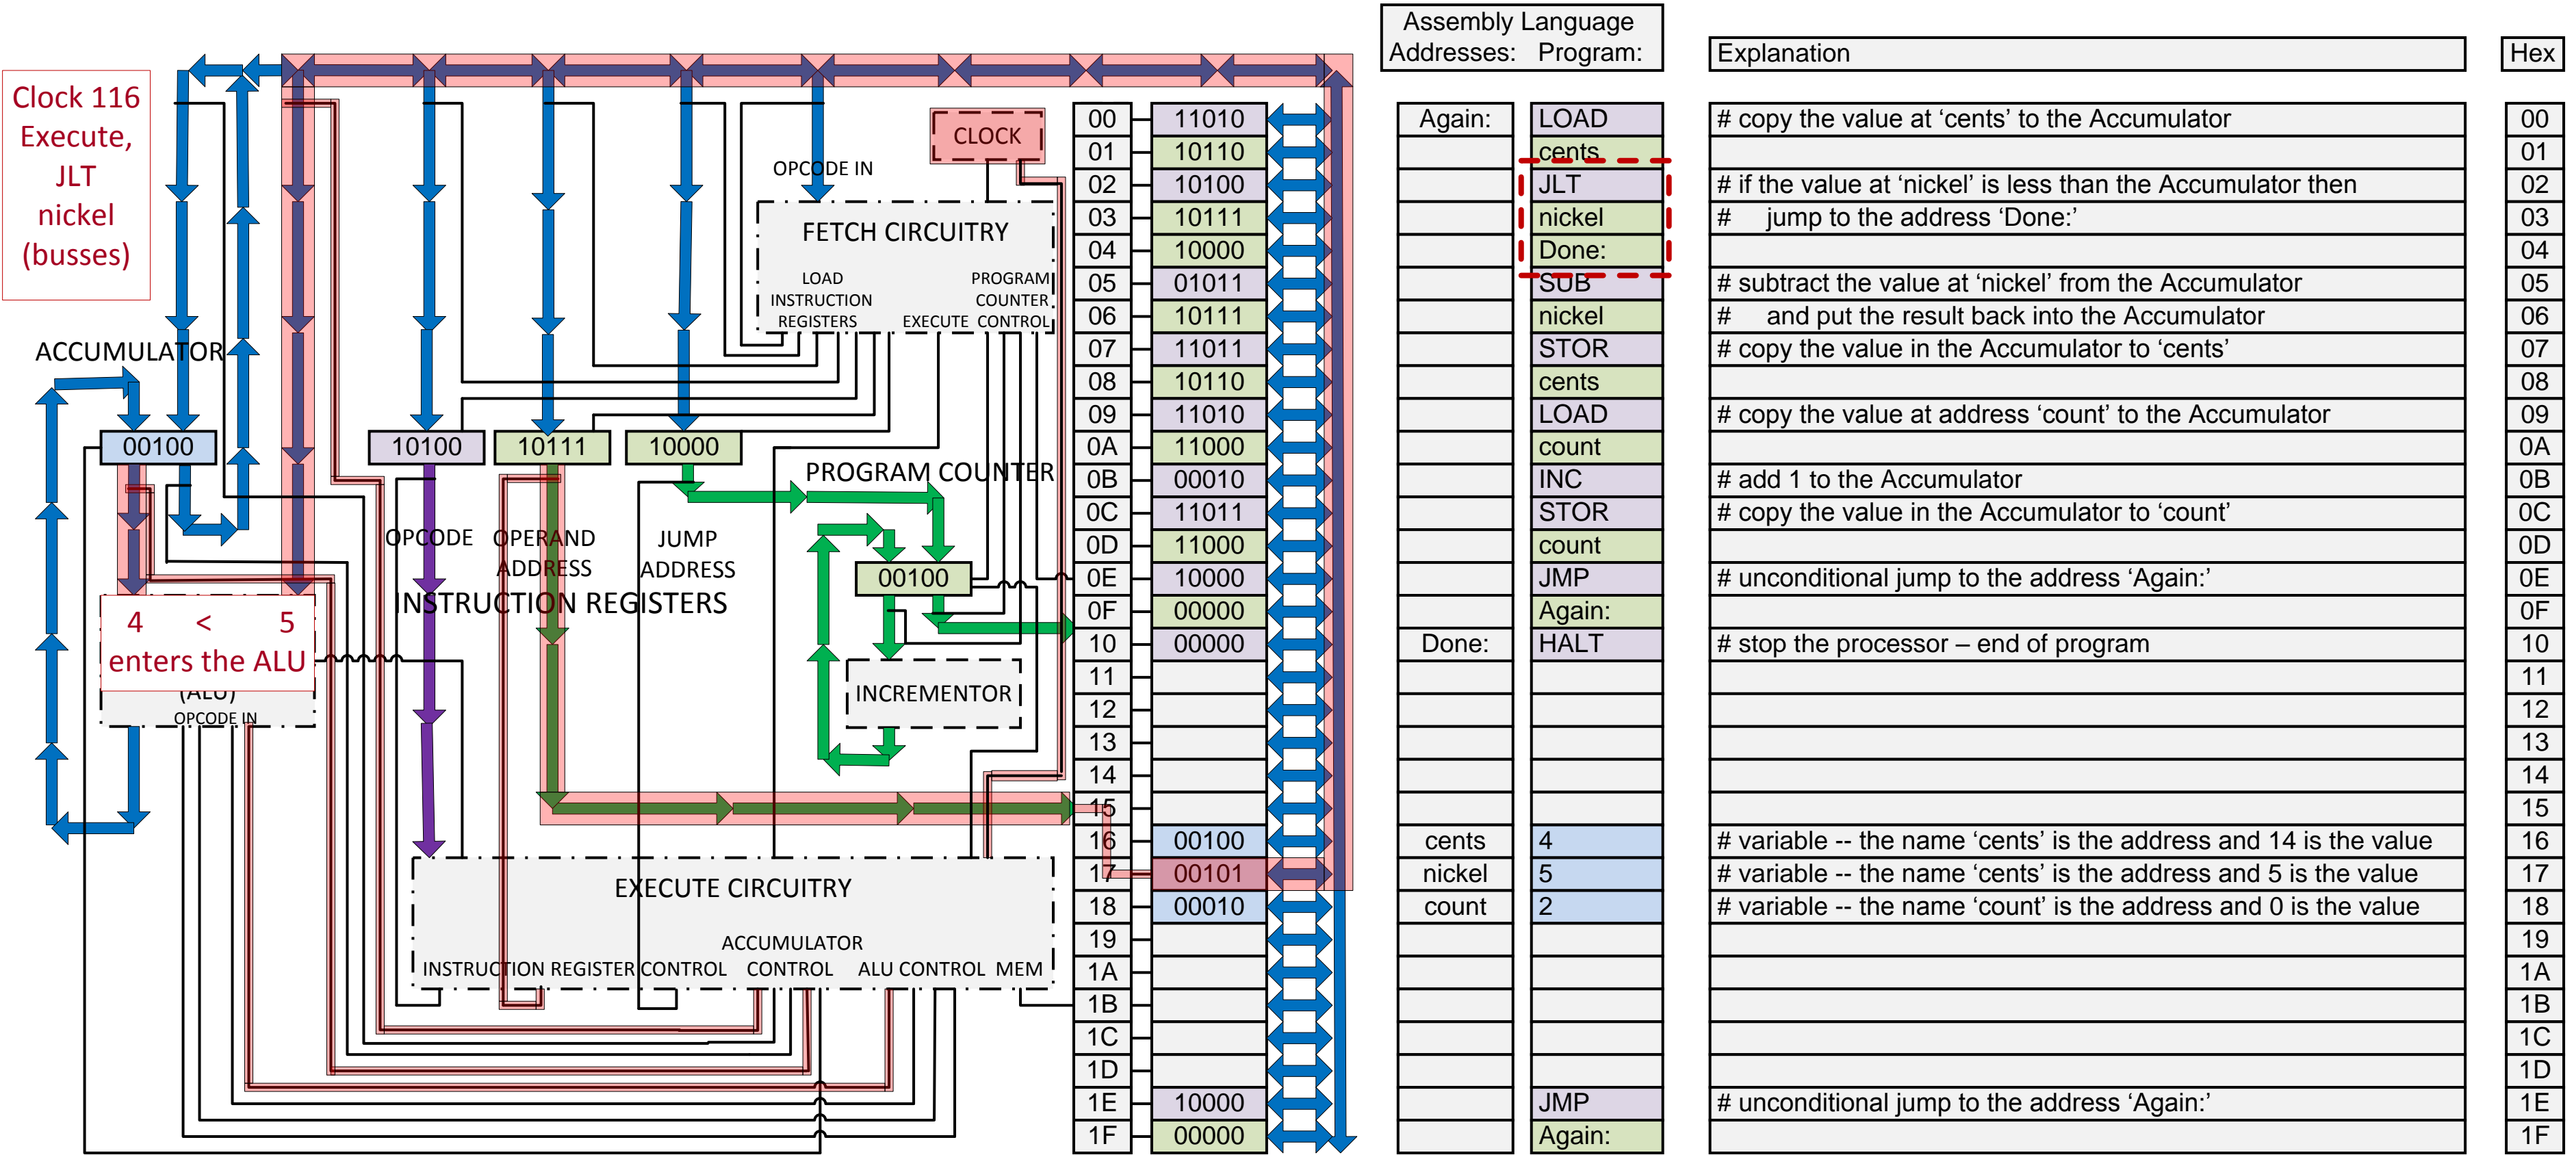 Assembly Language
Addresses: Program:
Explanation
Hex
Clock 116
Execute,
JLT
nickel
(busses)
CLOCK
OPCODE IN
FETCH CIRCUITRY
LOAD
INSTRUCTION
REGISTERS
EXECUTE
PROGRAM
COUNTER
CONTROL
ACCUMULATOR
00100
10100
10111
10000
PROGRAM COUNTER
OPCODE
OPERAND
ADDRESS
JUMP
ADDRESS
INSTRUCTION REGISTERS
00100
INCREMENTOR
4 < 5
enters the ALU
(ALU)
OPCODE IN
EXECUTE CIRCUITRY
INSTRUCTION REGISTER CONTROL
ACCUMULATOR
CONTROL
ALU CONTROL
MEM
00 11010 Again: LOAD # copy the value at ‘cents’ to the Accumulator 00
01 10110 cents 01
02 10100 JLT # if the value at ‘nickel’ is less than the Accumulator then 02
03 10111 nickel # jump to the address ‘Done:’ 03
04 10000 Done: 04
05 01011 SUB # subtract the value at ‘nickel’ from the Accumulator 05
06 10111 nickel # and put the result back into the Accumulator 06
07 11011 STOR # copy the value in the Accumulator to ‘cents’ 07
08 10110 cents 08
09 11010 LOAD # copy the value at address ‘count’ to the Accumulator 09
0A 11000 count 0A
0B 00010 INC # add 1 to the Accumulator 0B
0C 11011 STOR # copy the value in the Accumulator to ‘count’ 0C
0D 11000 count 0D
0E 10000 JMP # unconditional jump to the address ‘Again:’ 0E
0F 00000 Again: 0F
10 00000 Done: HALT # stop the processor – end of program 10
11 11
12 12
13 13
14 14
15 15
16 00100 cents 4 # variable -- the name ‘cents’ is the address and 14 is the value 16
17 00101 nickel 5 # variable -- the name ‘cents’ is the address and 5 is the value 17
18 00010 count 2 # variable -- the name ‘count’ is the address and 0 is the value 18
19 19
1A 1A
1B 1B
1C 1C
1D 1D
1E 10000 JMP # unconditional jump to the address ‘Again:’ 1E
1F 00000 Again: 1F